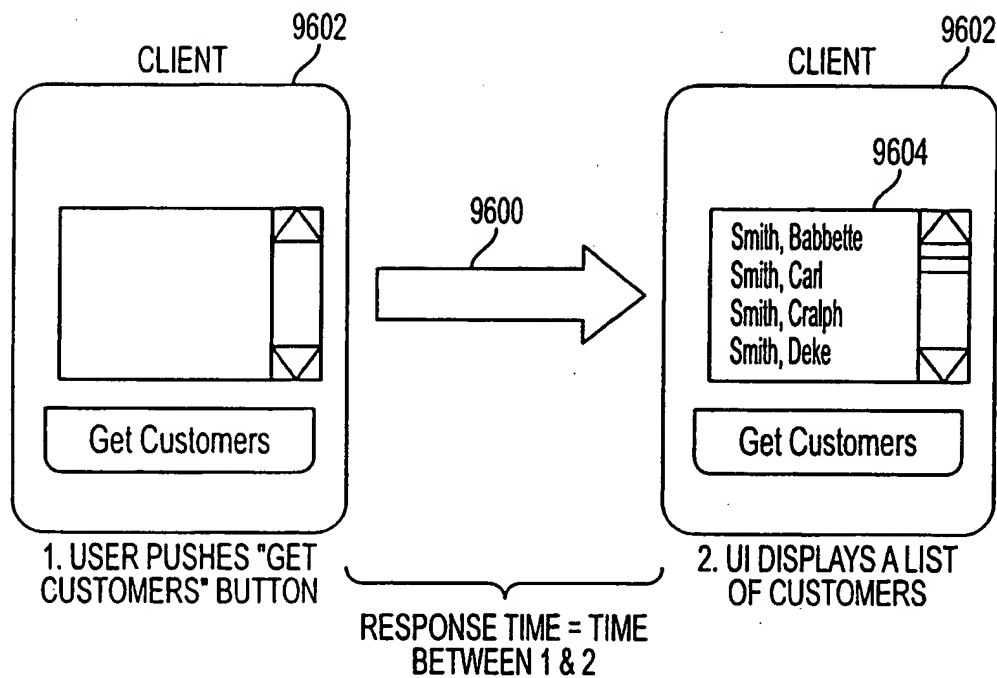 9602
CLIENT
Get Customers
1. USER PUSHES "GET
CUSTOMERS" BUTTON
9600
RESPONSE TIME = TIME
BETWEEN 1 & 2
9602
CLIENT
9604
Smith, Babbette
Smith, Carl
Smith, Cralph
Smith, Deke
Get Customers
2. UI DISPLAYS A LIST
OF CUSTOMERS